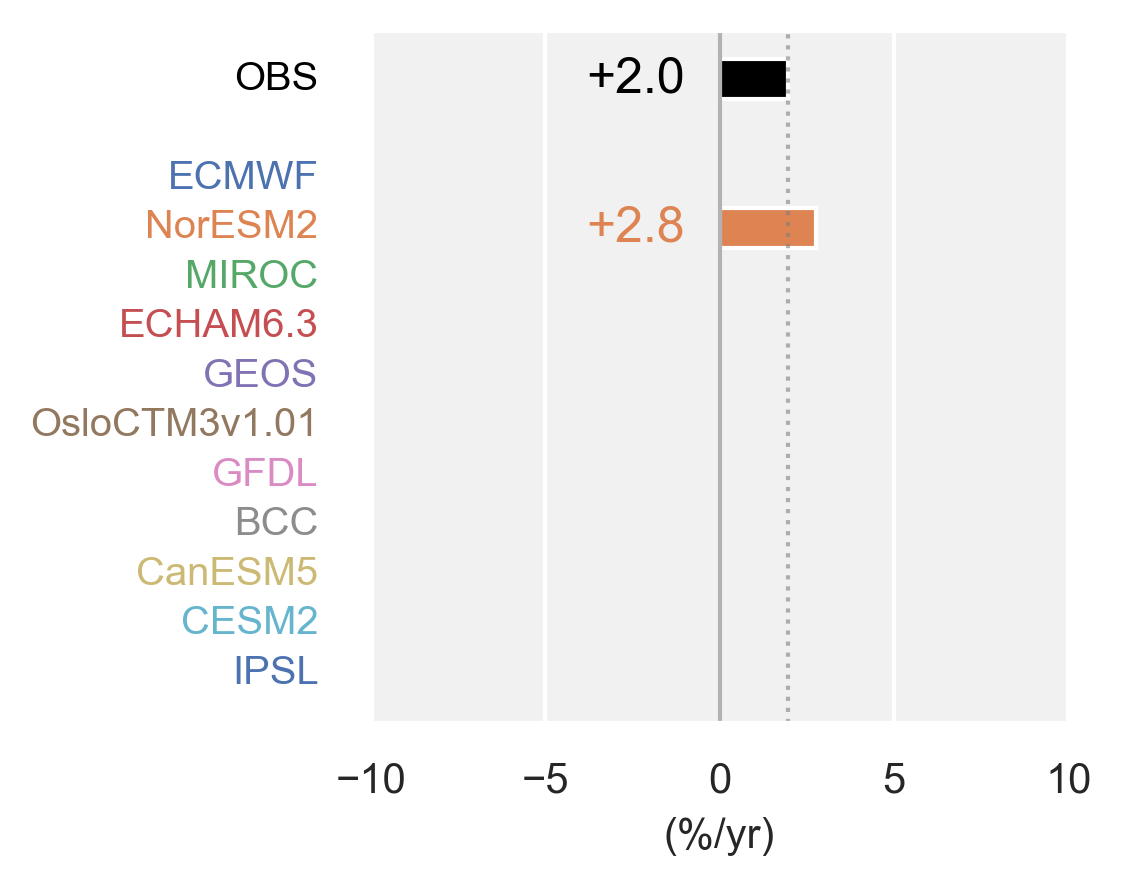 OBS +2.0
ECMWF
NorESM2 +2.8
MIROC
ECHAM6.3
GEOS
OsloCTM3v1.01
GFDL
BCC
CanESM5
CESM2
IPSL
−10 −5 0 5 10
(%/yr)